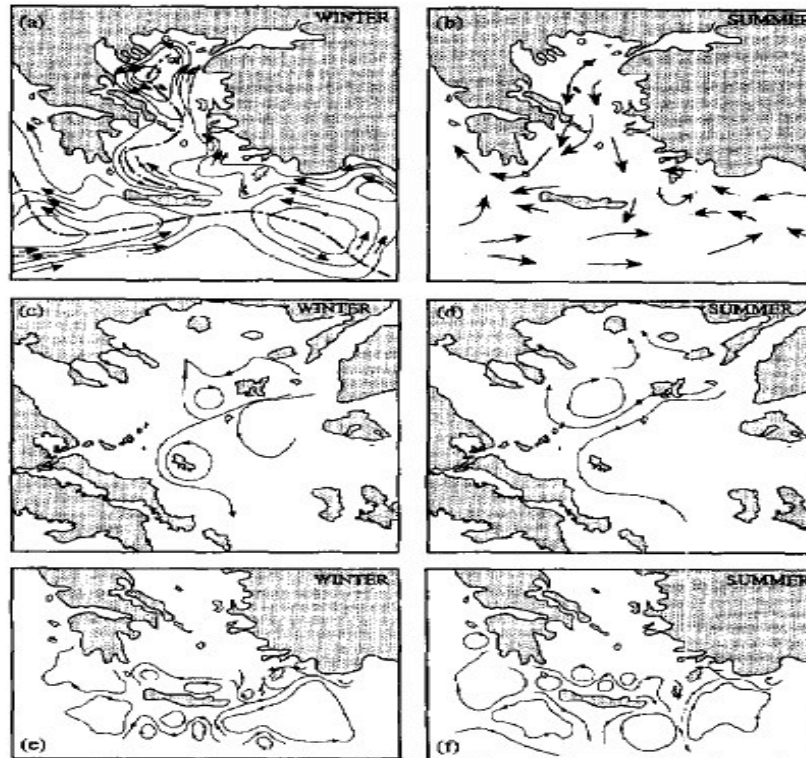 (a) WINTER
(b) SUMMER
(c) WINTER
(d) SUMMER
WINTER
(e)
SUMMER
(f)